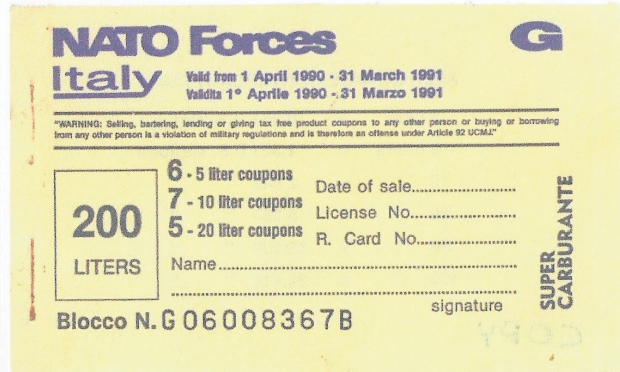 NATO Forces G
Italy Valid from 1 April 1990 - 31 March 1991
Validita 1° Aprile 1990 - 31 Marzo 1991
"WARNING: Selling, bartering, lending or giving tax free product coupons to any other person or buying or borrowing
from any other person is a violation of military regulations and is therefore an offense under Article 92 UCMJ."
200
LITERS
6 - 5 liter coupons
7 - 10 liter coupons
5 - 20 liter coupons
Date of sale....................
License No....................
R. Card No....................
Name............................................................
............................................................
signature
SUPER
CARBURANTE
Blocco N. G 06008367B
COPY